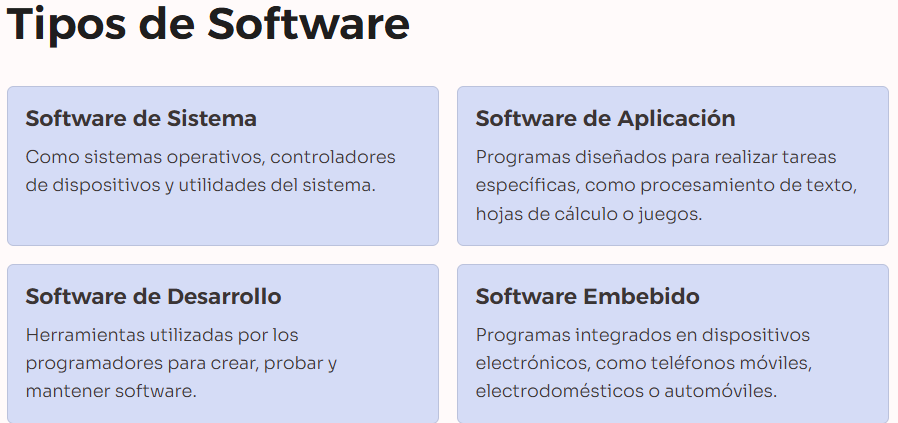 Tipos de Software
Software de Sistema
Como sistemas operativos, controladores
de dispositivos y utilidades del sistema.
Software de Aplicación
Programas diseñados para realizar tareas
específicas, como procesamiento de texto,
hojas de cálculo o juegos.
Software de Desarrollo
Herramientas utilizadas por los
programadores para crear, probar y
mantener software.
Software Embebido
Programas integrados en dispositivos
electrónicos, como teléfonos móviles,
electrodomésticos o automóviles.